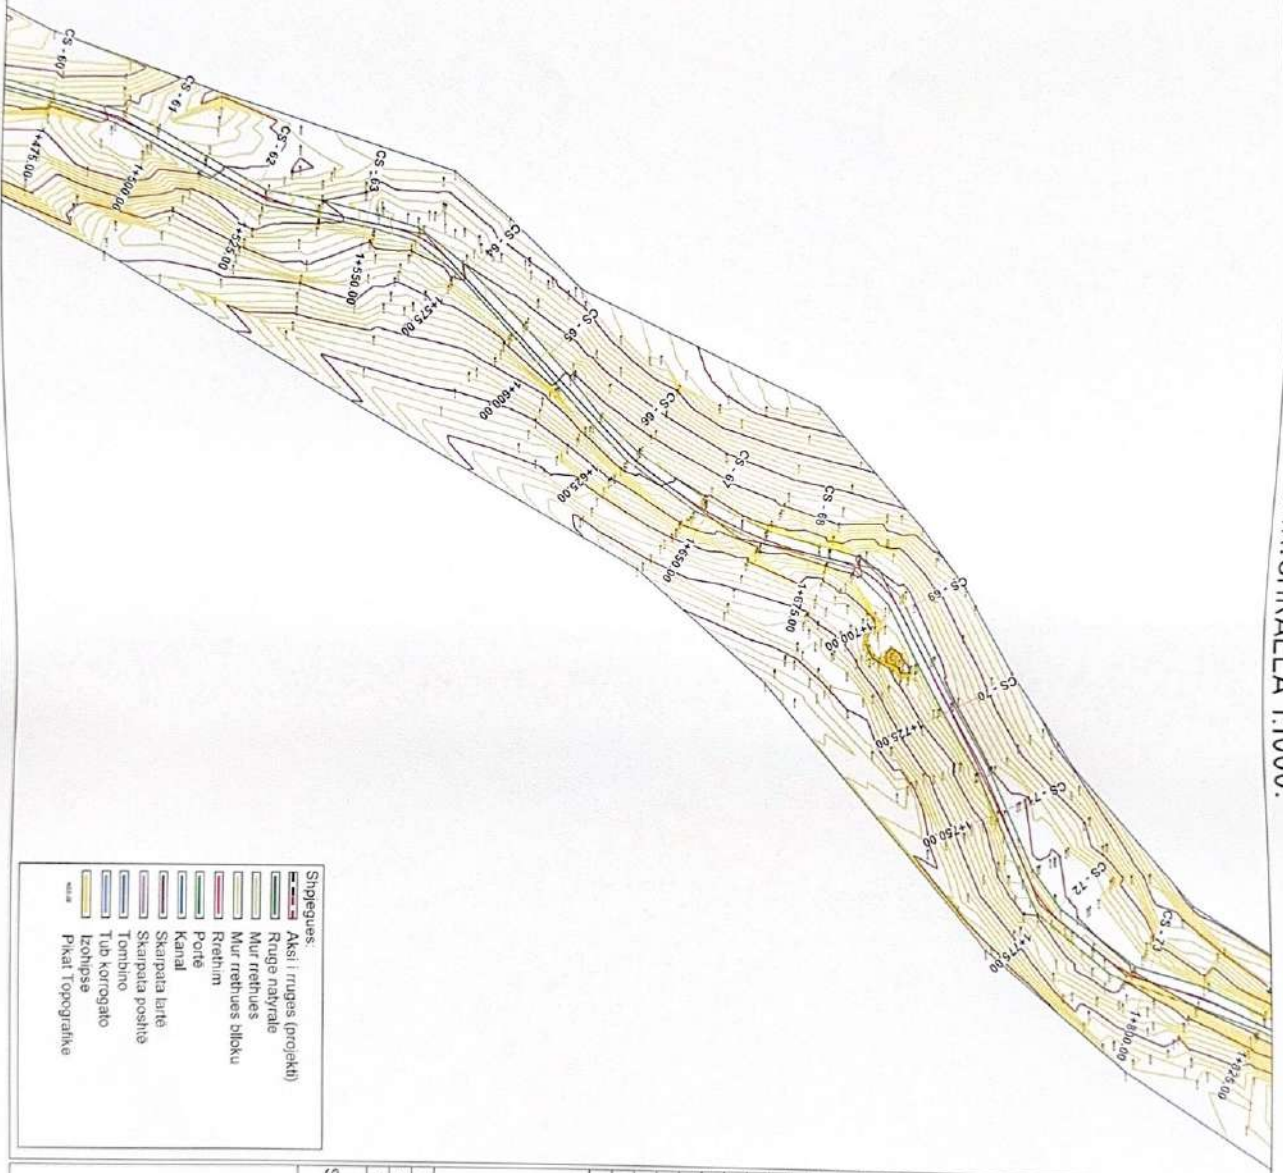 SHKALLA 1:1000.
CS - 607
CS - 61
CS - 62
CS - 63
CS - 64
CS - 65
CS - 66
CS - 67
CS - 68
CS - 69
CS - 70
CS - 71
CS - 72
CS - 73
1+475.00
1+500.00
1+525.00
1+550.00
1+575.00
1+600.00
1+625.00
1+650.00
1+675.00
1+700.00
1+725.00
1+750.00
1+775.00
1+800.00
1+825.00
Shpjegues:
Aksi i rruges (projekti)
Rruge natyrale
Mur rrethues
Mur rrethues blloku
Rrethim
Portë
Kanal
Skarpata lartë
Skarpata poshtë
Tombino
Tub korrogato
Izohipse
Pikat Topografike